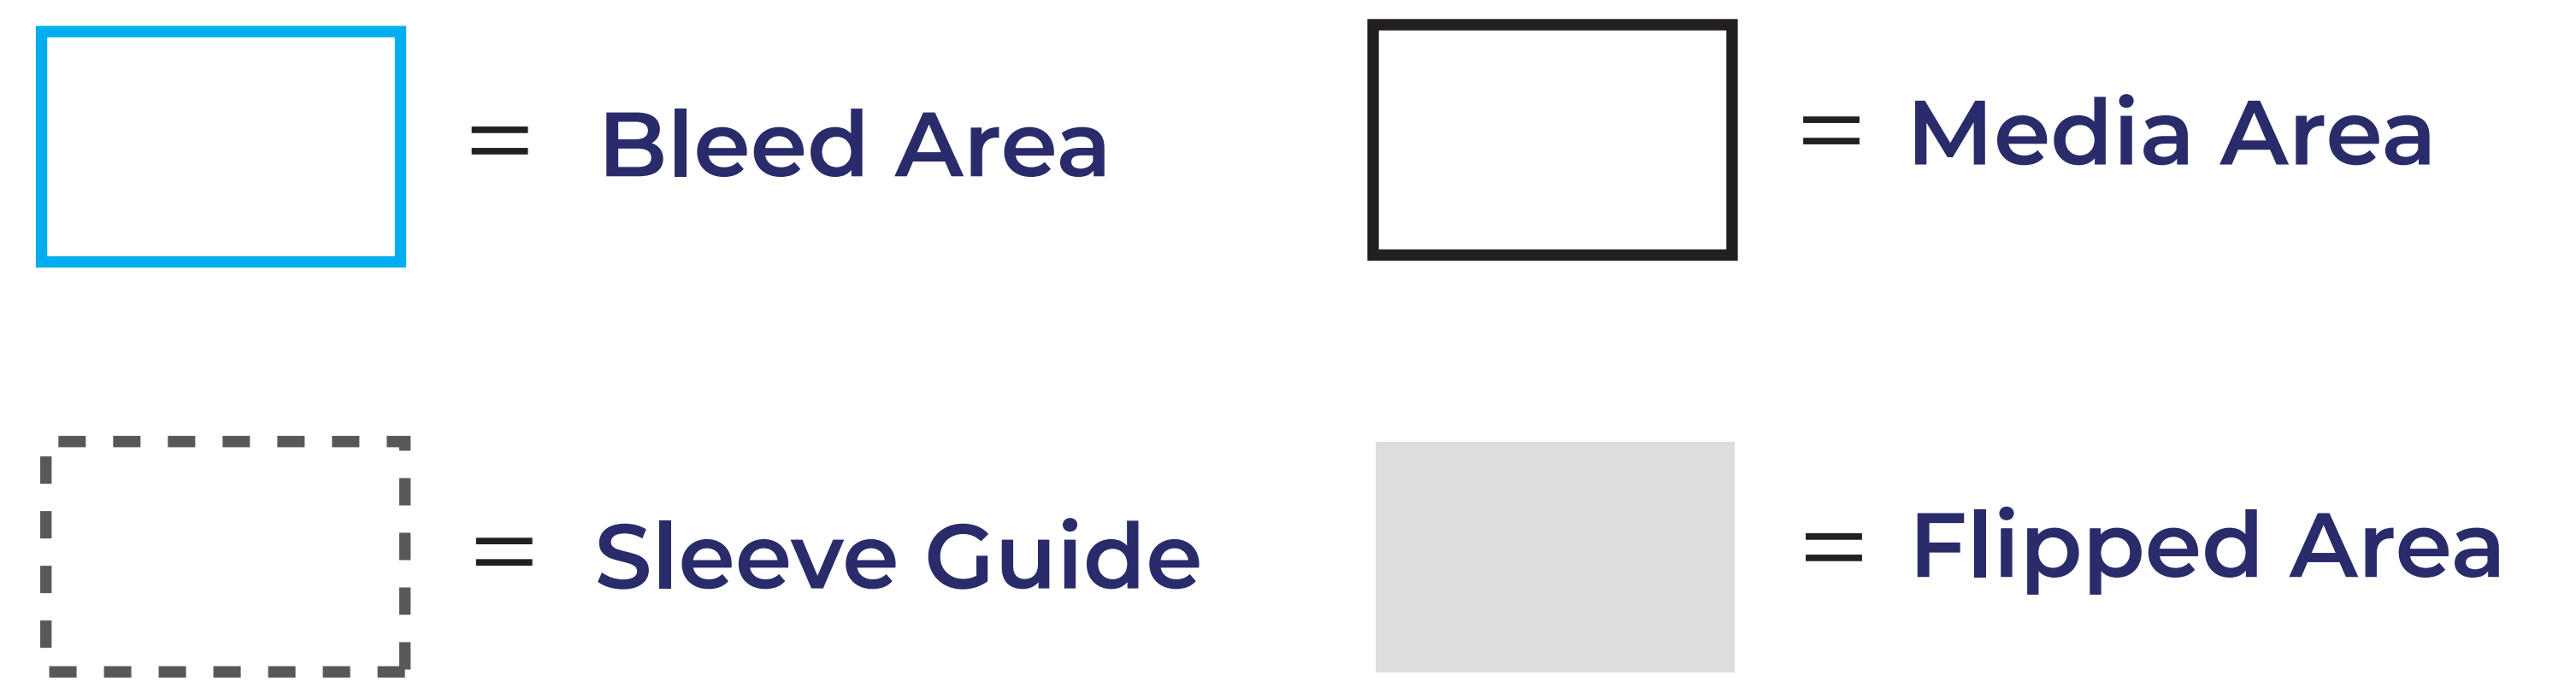 = Bleed Area
= Media Area
= Sleeve Guide
= Flipped Area